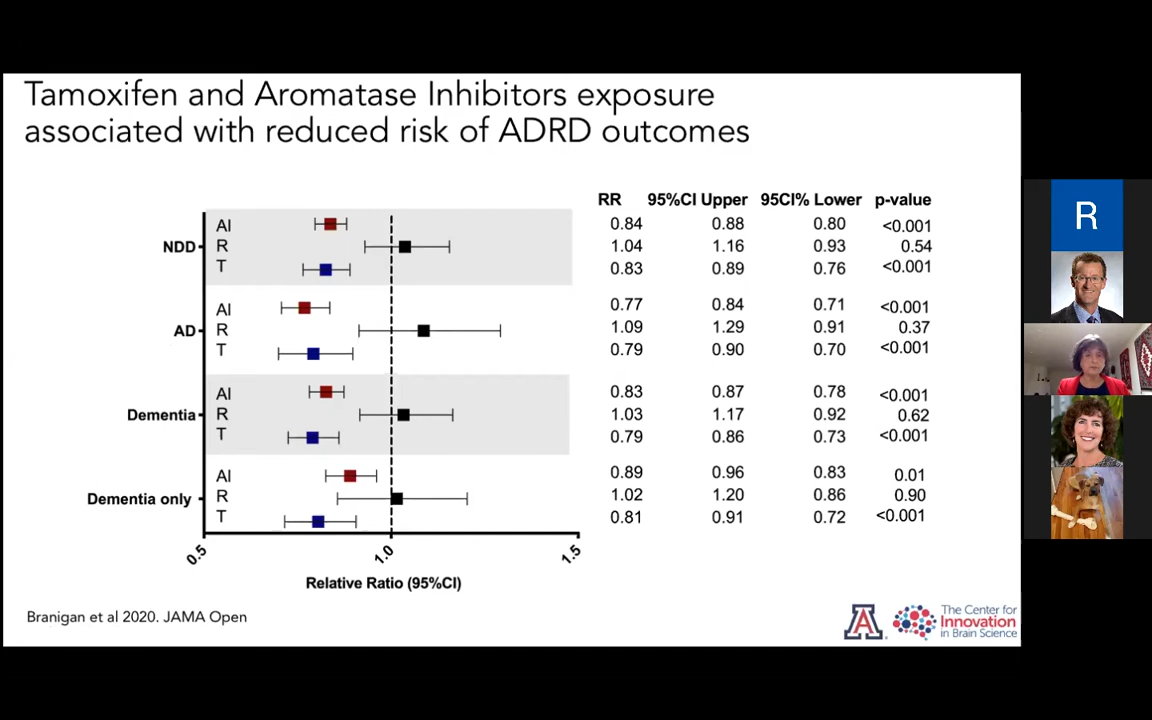 Tamoxifen and Aromatase Inhibitors exposure
associated with reduced risk of ADRD outcomes
RR 95%CI Upper 95CI% Lower p-value
NDD
AI 0.84 0.88 0.80 <0.001
R 1.04 1.16 0.93 0.54
T 0.83 0.89 0.76 <0.001
AD
AI 0.77 0.84 0.71 <0.001
R 1.09 1.29 0.91 0.37
T 0.79 0.90 0.70 <0.001
Dementia
AI 0.83 0.87 0.78 <0.001
R 1.03 1.17 0.92 0.62
T 0.79 0.86 0.73 <0.001
Dementia only
AI 0.89 0.96 0.83 0.01
R 1.02 1.20 0.86 0.90
T 0.81 0.91 0.72 <0.001
0.5 1.0 1.5
Relative Ratio (95%CI)
Branigan et al 2020. JAMA Open
A
The Center for
Innovation
in Brain Science
R